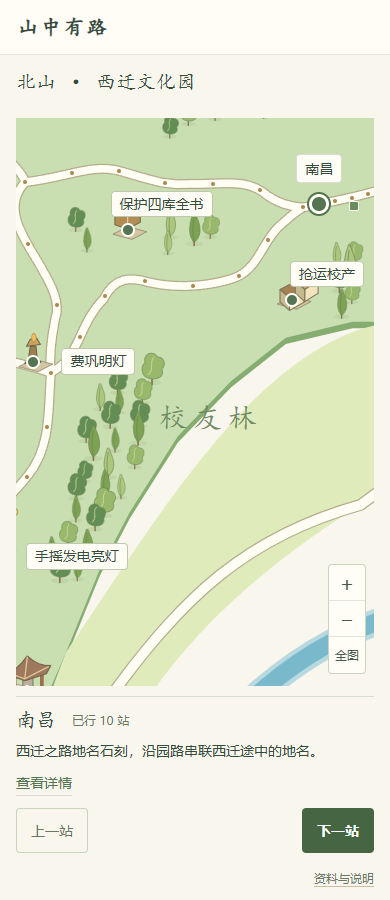 山中有路
北山 • 西迁文化园
南昌
保护四库全书
抢运校产
费巩明灯
校友林
手摇发电亮灯
+
−
全图
南昌 已行 10 站
西迁之路地名石刻，沿园路串联西迁途中的地名。
查看详情
上一站 下一站
资料与说明